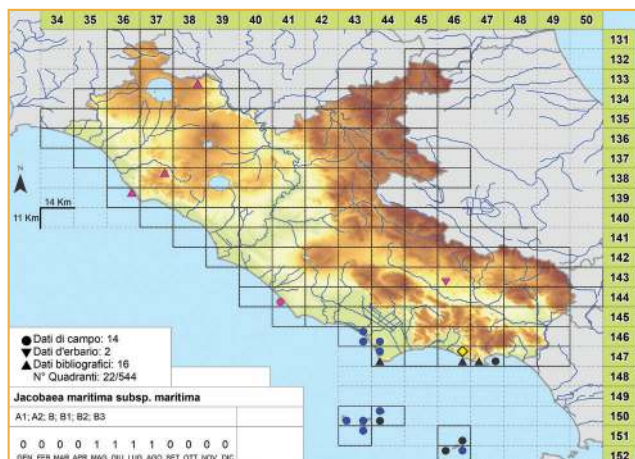 34 35 36 37 38 39 40 41 42 43 44 45 46 47 48 49 50
131
132
133
134
135
136
137
138
N
139
14 Km
11 Km
140
141
142
143
144
145
146
Dati di campo: 14
Dati d'erbario: 2
147
Dati bibliografici: 16
N° Quadranti: 22/544
148
149
Jacobaea maritima subsp. maritima
A1; A2; B; B1; B2; B3
150
0 0 0 0 1 1 1 1 0 0 0 0
151
GEN FEB MAR APR MAG GIU LUG AGO SET OTT NOV DIC
152